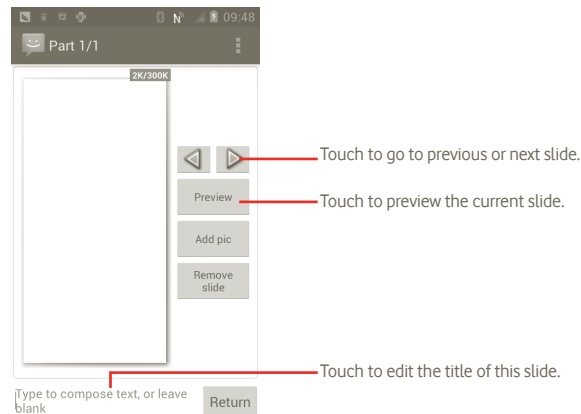 09:48
Part 1/1
2K/300K
Touch to go to previous or next slide.
Preview
Touch to preview the current slide.
Add pic
Remove
slide
Touch to edit the title of this slide.
Type to compose text, or leave
blank
Return